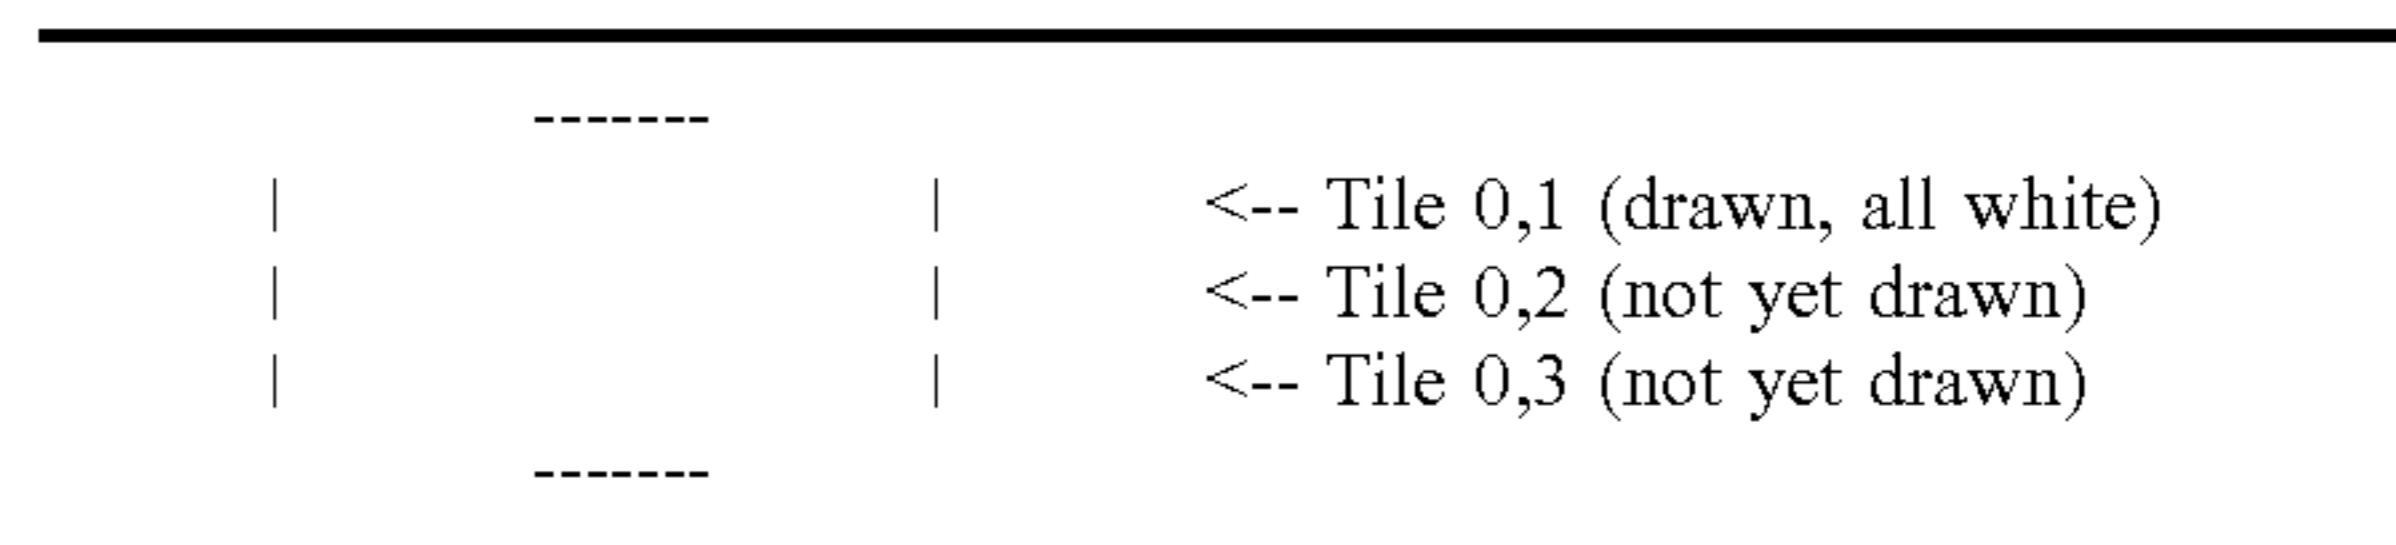 -------
| | <-- Tile 0,1 (drawn, all white)
| | <-- Tile 0,2 (not yet drawn)
| | <-- Tile 0,3 (not yet drawn)
-------